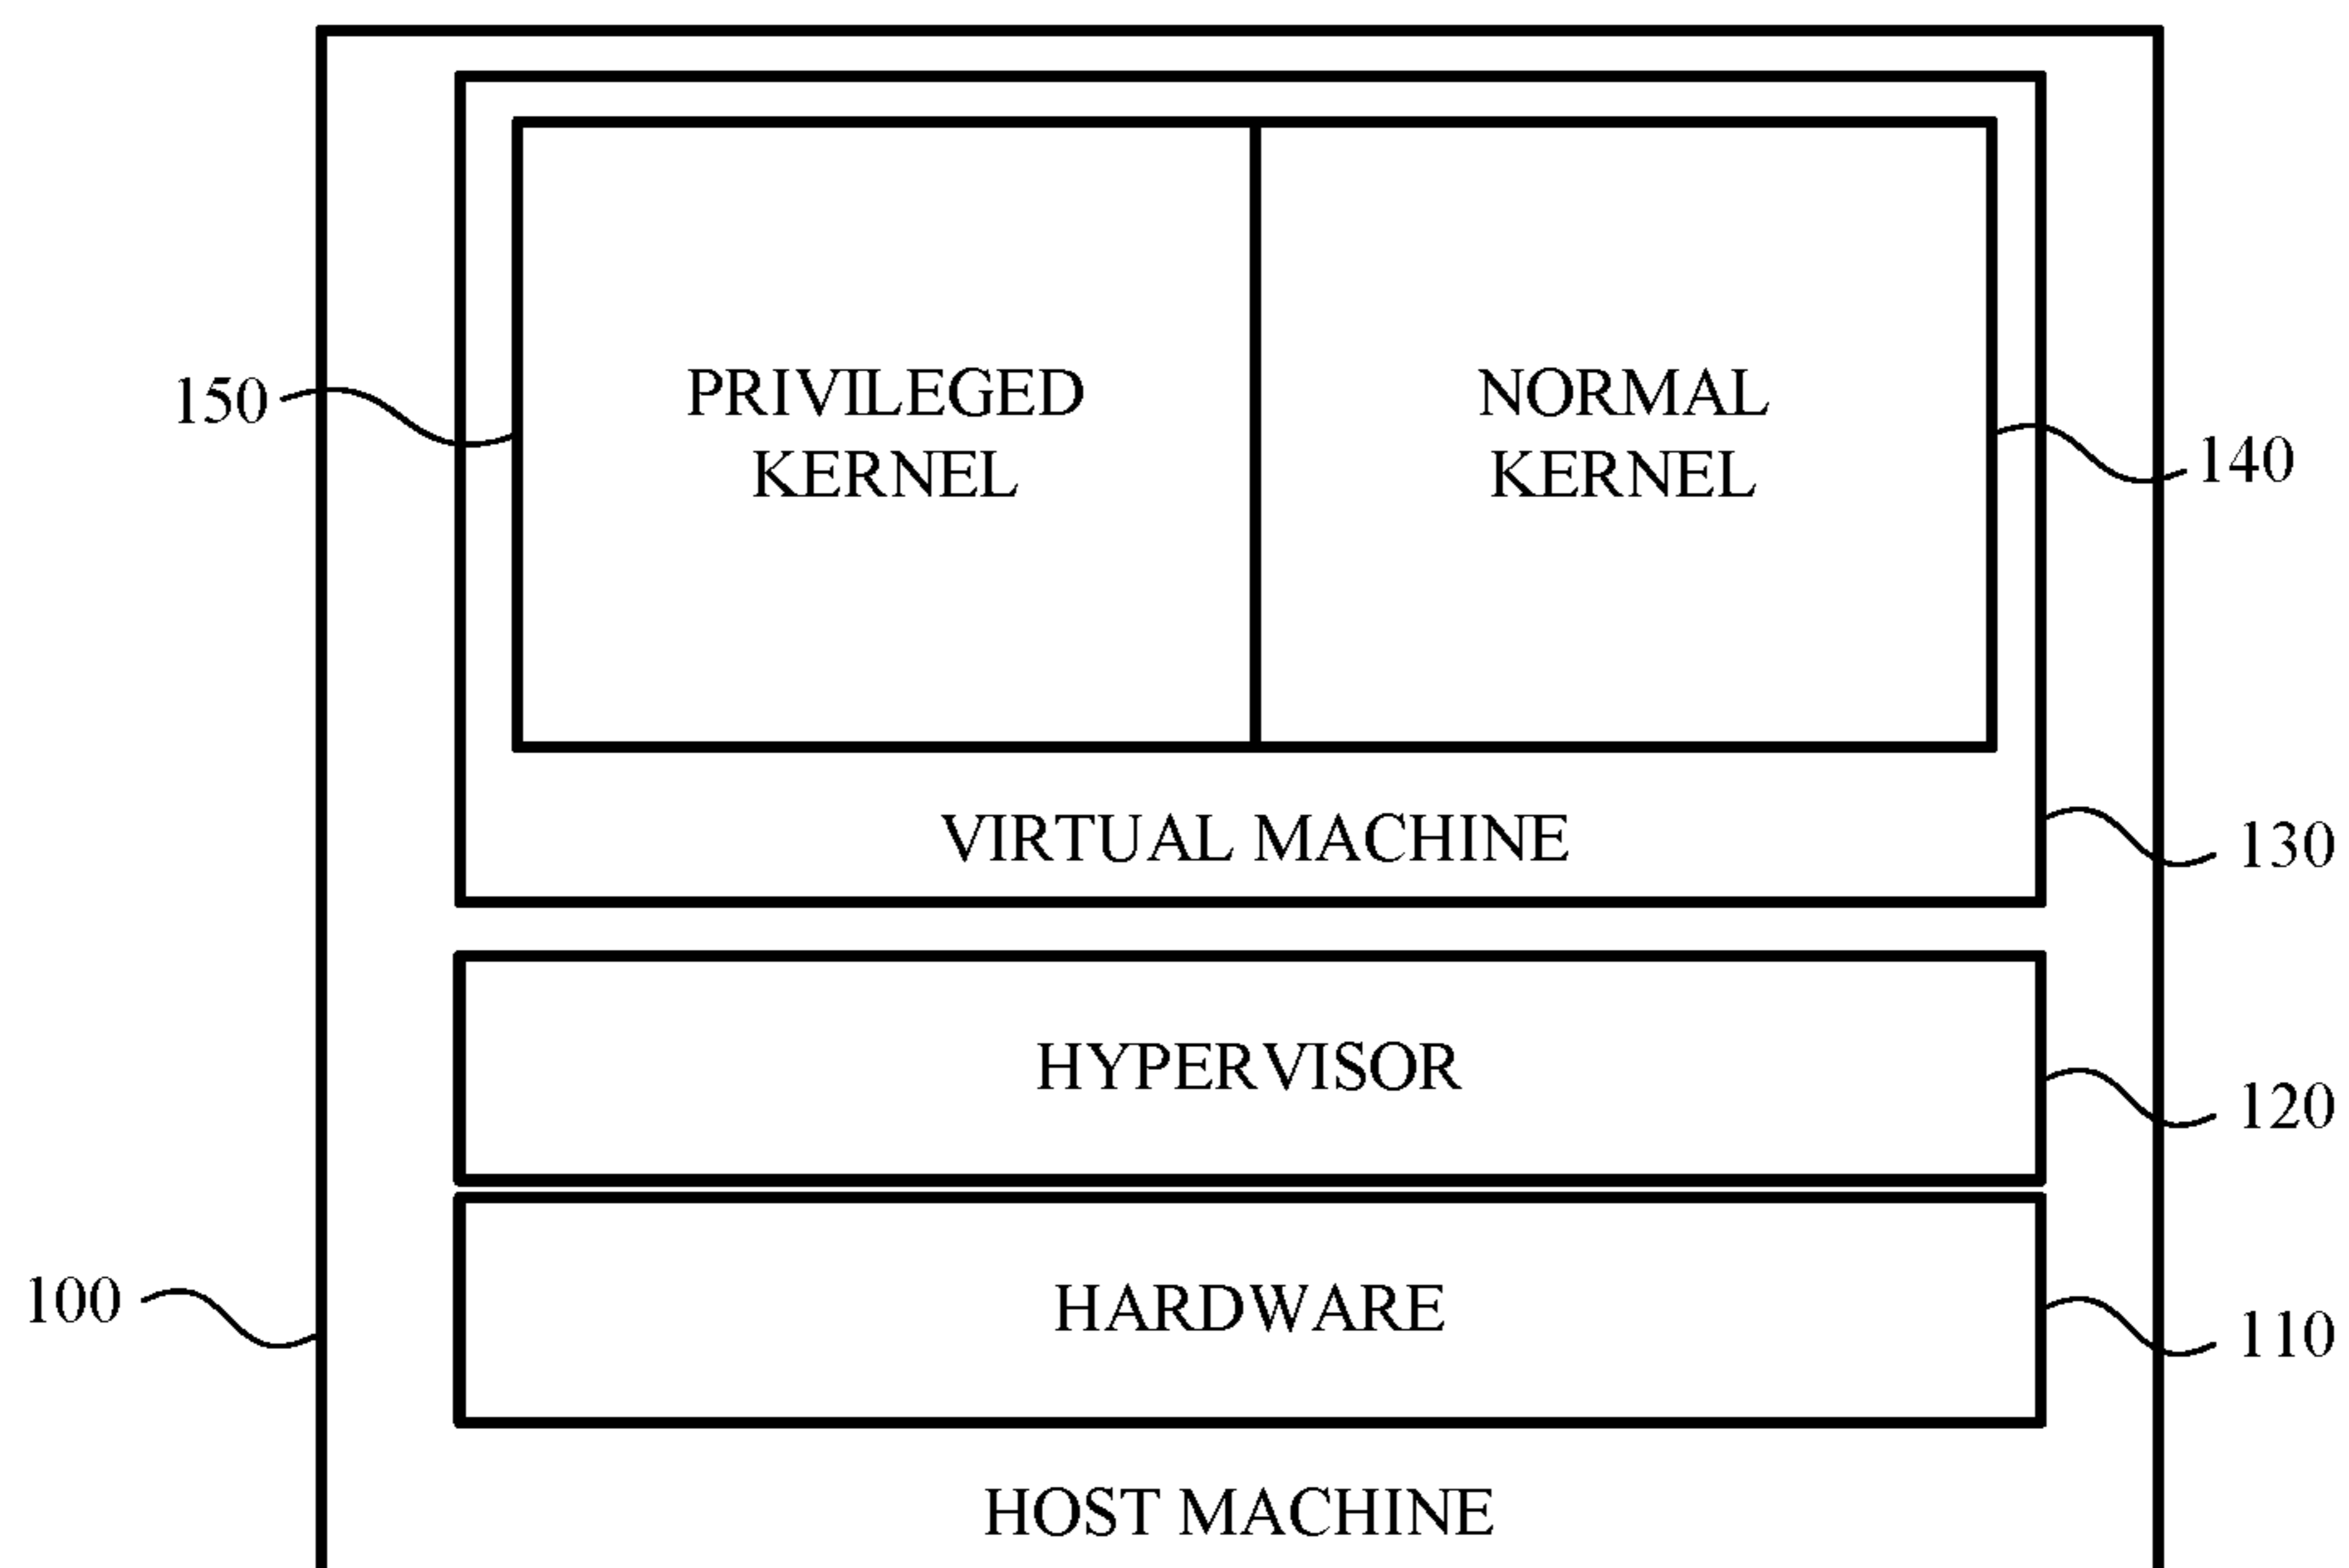 150
PRIVILEGED
KERNEL
NORMAL
KERNEL
140
VIRTUAL MACHINE
130
HYPERVISOR
120
100
HARDWARE
110
HOST MACHINE